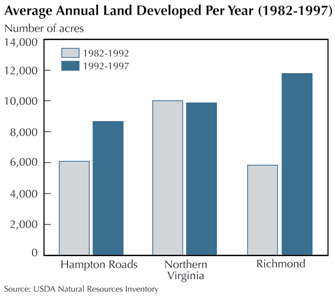 Average Annual Land Developed Per Year (1982-1997)
Number of acres
14,000
12,000
10,000
8,000
6,000
4,000
2,000
0
1982-1992
1992-1997
Hampton Roads
Northern
Virginia
Richmond
Source: USDA Natural Resources Inventory